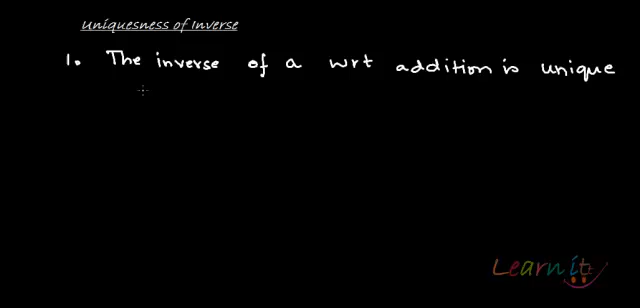 Uniquesness of Inverse
1. The inverse of a wrt addition is unique
Learnit